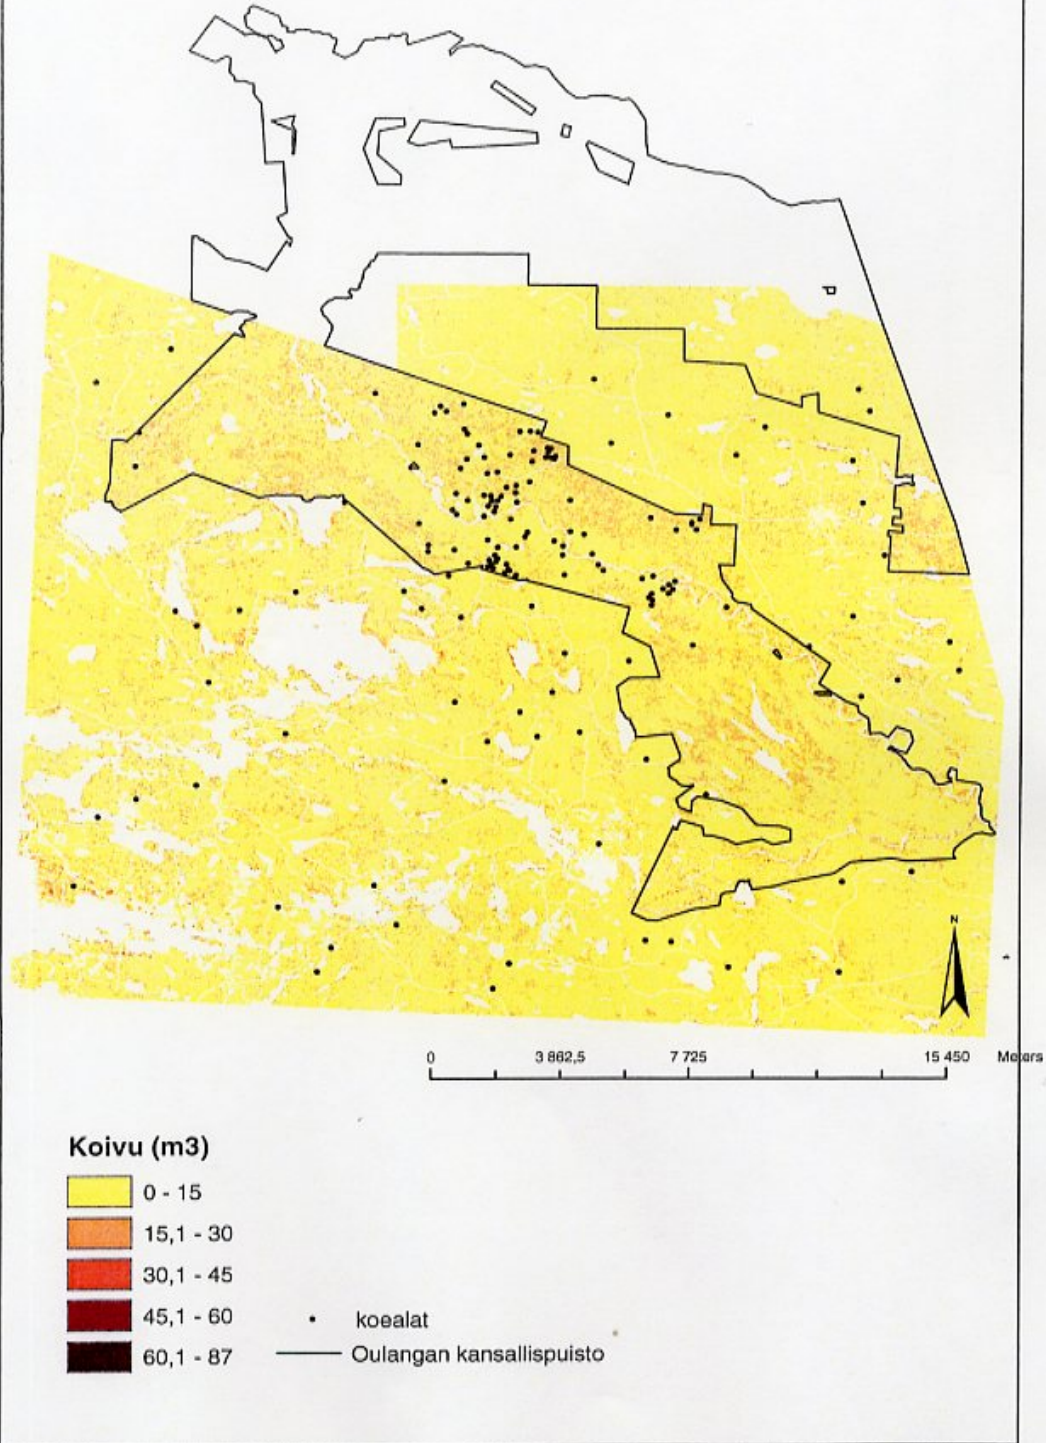 N
0 3 862,5 7 725 15 450 Meters
Koivu (m3)
0 - 15
15,1 - 30
30,1 - 45
45,1 - 60
60,1 - 87
koealat
Oulangan kansallispuisto